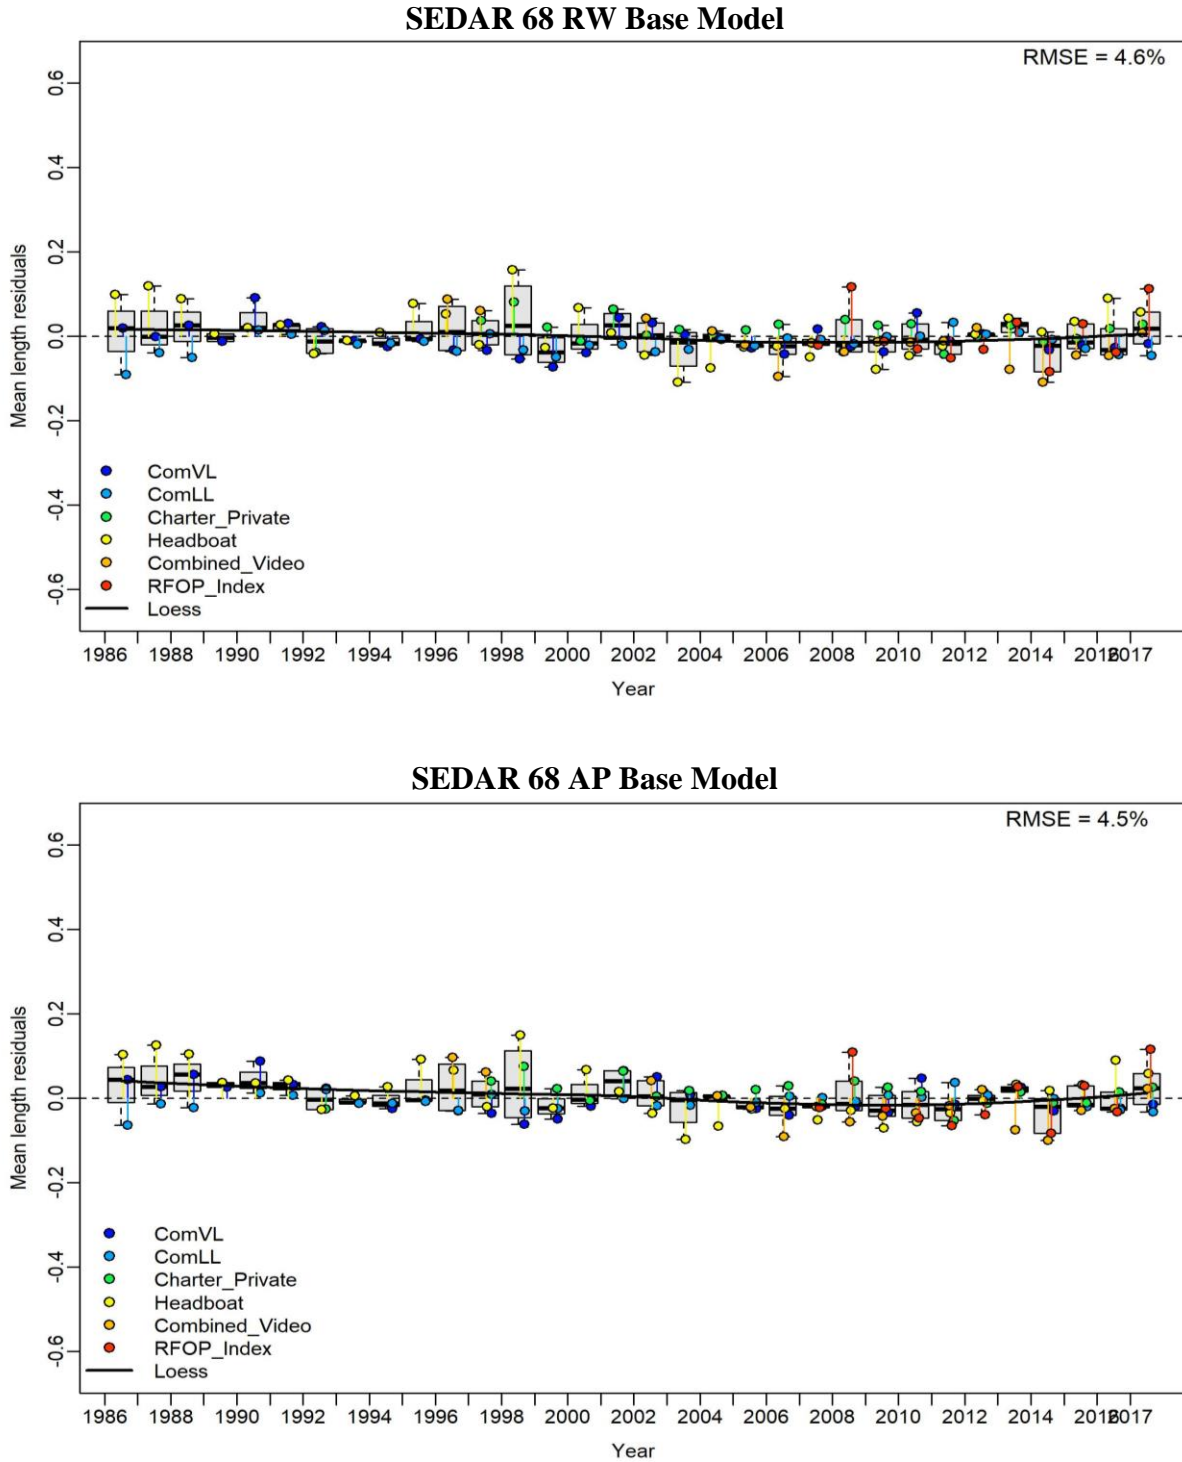 SEDAR 68 RW Base Model
RMSE = 4.6%
0.6
0.4
0.2
0.0
-0.2
-0.4
-0.6
Mean length residuals
ComVL
ComLL
Charter_Private
Headboat
Combined_Video
RFOP_Index
Loess
1986 1988 1990 1992 1994 1996 1998 2000 2002 2004 2006 2008 2010 2012 2014 2016 2017
Year
SEDAR 68 AP Base Model
RMSE = 4.5%
0.6
0.4
0.2
0.0
-0.2
-0.4
-0.6
Mean length residuals
ComVL
ComLL
Charter_Private
Headboat
Combined_Video
RFOP_Index
Loess
1986 1988 1990 1992 1994 1996 1998 2000 2002 2004 2006 2008 2010 2012 2014 2016 2017
Year